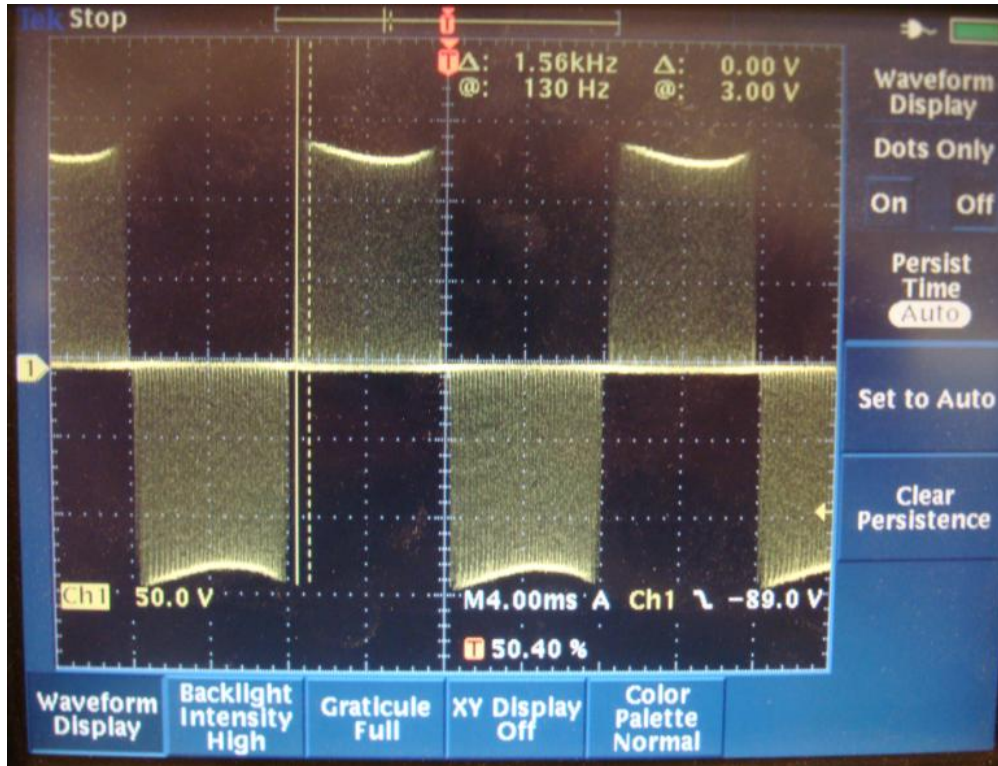 Tek Stop
Δ: 1.56kHz Δ: 0.00 V
@: 130 Hz @: 3.00 V
Waveform
Display
Dots Only
On Off
Persist
Time
Auto
Set to Auto
Clear
Persistence
1
Ch1 50.0 V M4.00ms A Ch1 -89.0 V
T 50.40 %
Waveform
Display
Backlight
Intensity
High
Graticule
Full
XY Display
Off
Color
Palette
Normal